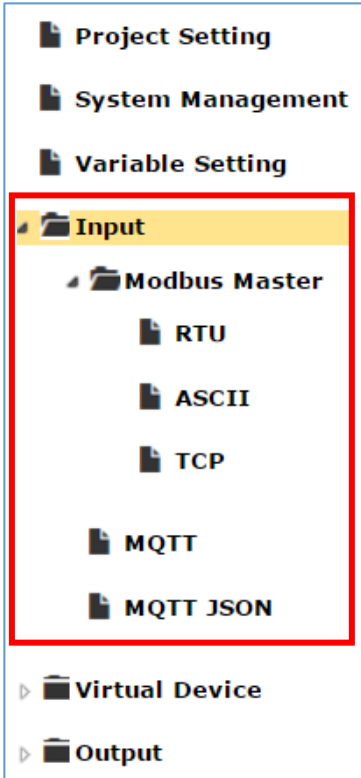 Project Setting
System Management
Variable Setting
Input
Modbus Master
RTU
ASCII
TCP
MQTT
MQTT JSON
Virtual Device
Output